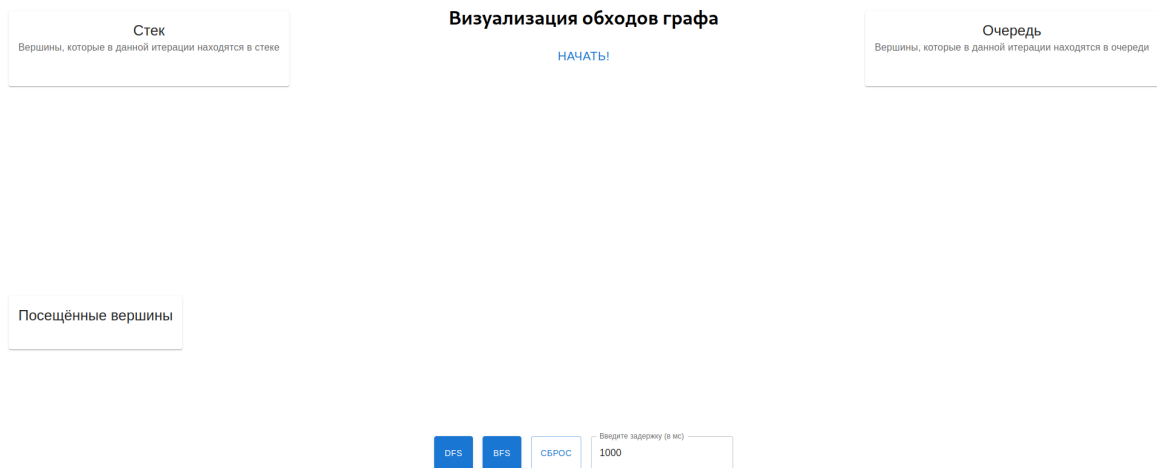 Визуализация обходов графа
НАЧАТЬ!
Стек
Вершины, которые в данной итерации находятся в стеке
Очередь
Вершины, которые в данной итерации находятся в очереди
Посещённые вершины
DFS
BFS
СБРОС
Введите задержку (в мс)
1000